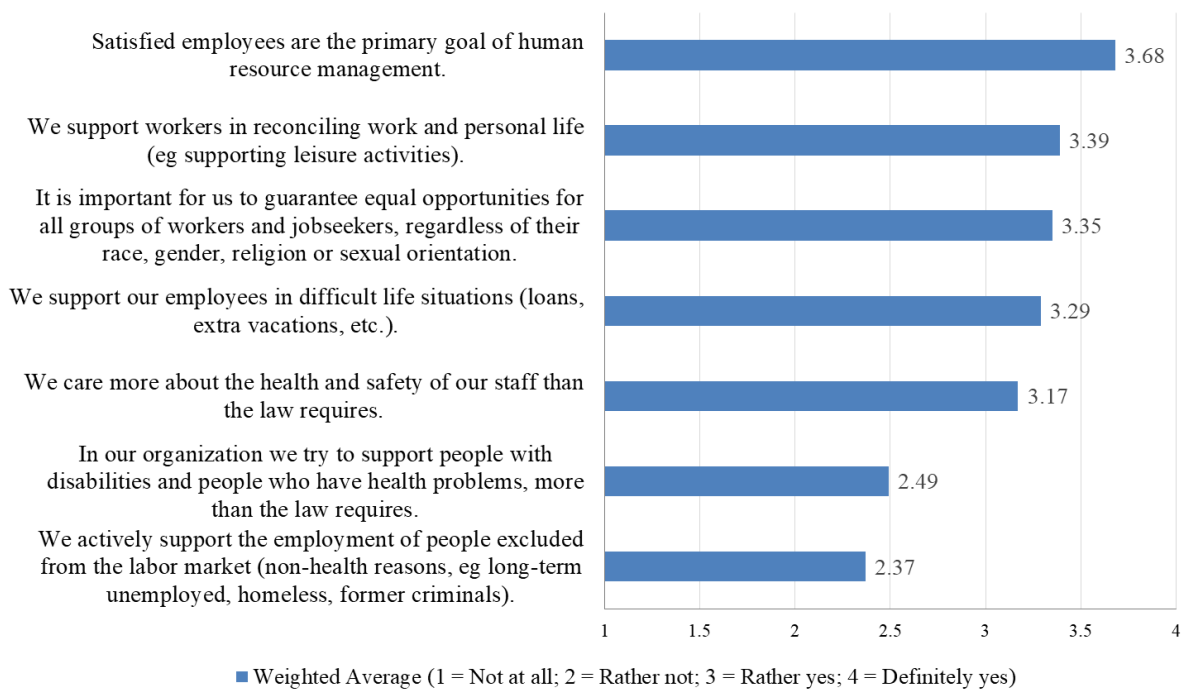 Satisfied employees are the primary goal of human
resource management.
3.68
We support workers in reconciling work and personal life
(eg supporting leisure activities).
3.39
It is important for us to guarantee equal opportunities for
all groups of workers and jobseekers, regardless of their
race, gender, religion or sexual orientation.
3.35
We support our employees in difficult life situations (loans,
extra vacations, etc.).
3.29
We care more about the health and safety of our staff than
the law requires.
3.17
In our organization we try to support people with
disabilities and people who have health problems, more
than the law requires.
2.49
We actively support the employment of people excluded
from the labor market (non-health reasons, eg long-term
unemployed, homeless, former criminals).
2.37
1 1.5 2 2.5 3 3.5 4
Weighted Average (1 = Not at all; 2 = Rather not; 3 = Rather yes; 4 = Definitely yes)